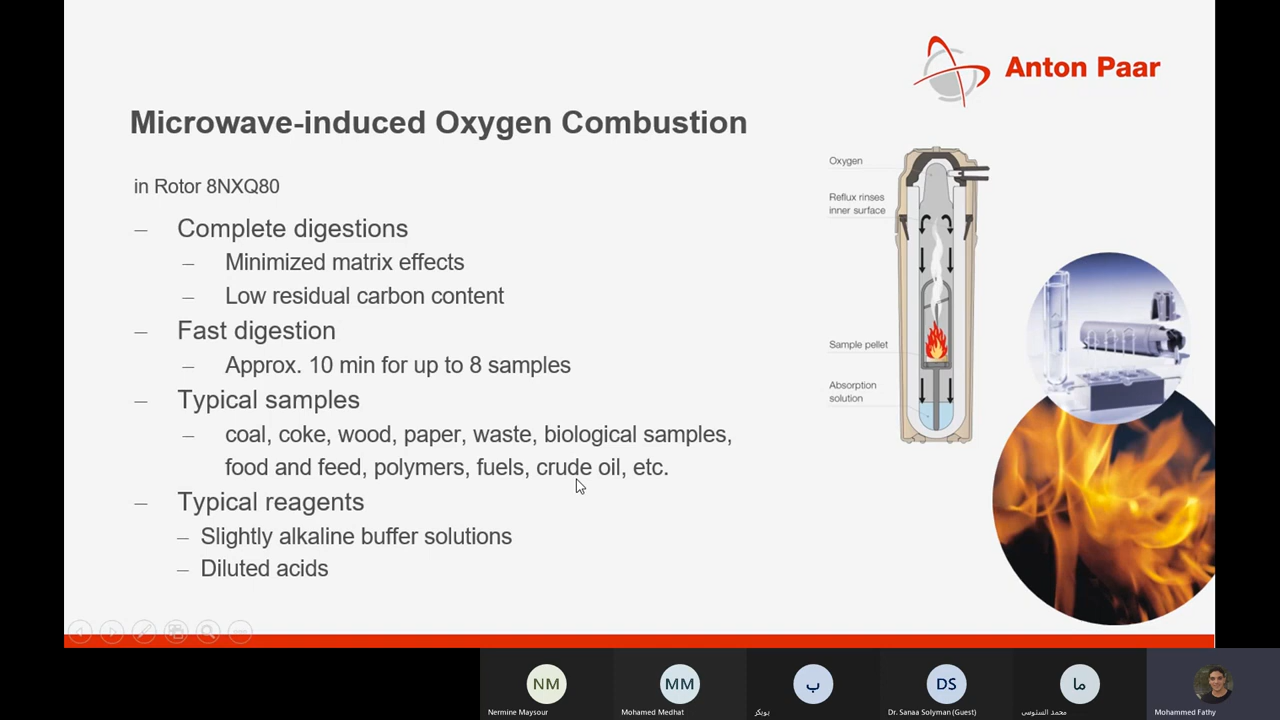 Anton Paar
Microwave-induced Oxygen Combustion
in Rotor 8NXQ80
– Complete digestions
– Minimized matrix effects
– Low residual carbon content
– Fast digestion
– Approx. 10 min for up to 8 samples
– Typical samples
– coal, coke, wood, paper, waste, biological samples,
food and feed, polymers, fuels, crude oil, etc.
– Typical reagents
– Slightly alkaline buffer solutions
– Diluted acids
Oxygen
Reflux rinses
inner surface
Sample pellet
Absorption
solution
NM
MM
ب
DS
ما
Nermine Maysour
Mohamed Medhat
بوبكر
Dr. Sanaa Solyman (Guest)
محمد السنوسى
Mohammed Fathy